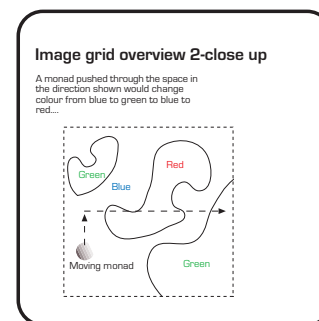 Image grid overview 2-close up
A monad pushed through the space in
the direction shown would change
colour from blue to green to blue to
red....
Red
Green
Blue
Moving monad
Green